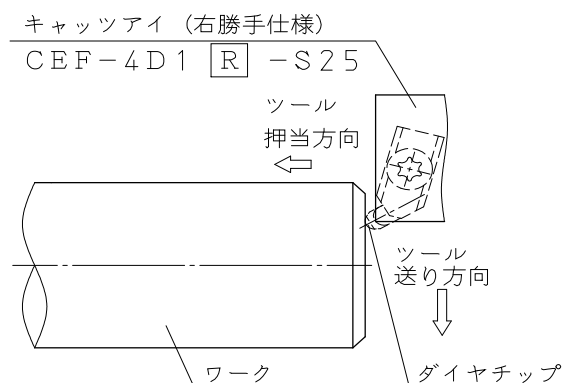 キャッツアイ（右勝手仕様）
CEF-4D1 R -S25
ツール
押当方向
ツール
送り方向
ワーク
ダイヤチップ